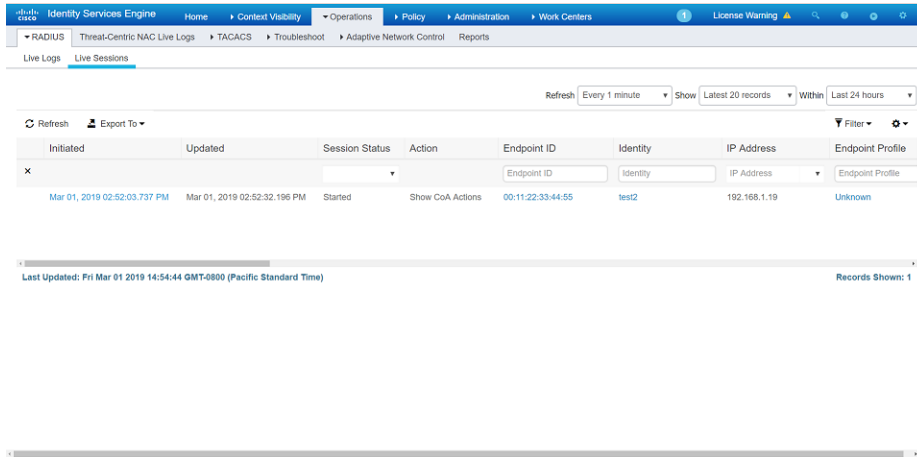 cisco Identity Services Engine Home Context Visibility Operations Policy Administration Work Centers 1 License Warning
RADIUS Threat-Centric NAC Live Logs TACACS Troubleshoot Adaptive Network Control Reports
Live Logs Live Sessions
Refresh Every 1 minute Show Latest 20 records Within Last 24 hours
Refresh Export To Filter
Initiated Updated Session Status Action Endpoint ID Identity IP Address Endpoint Profile
Endpoint ID Identity IP Address Endpoint Profile
Mar 01, 2019 02:52:03.737 PM Mar 01, 2019 02:52:32.196 PM Started Show CoA Actions 00:11:22:33:44:55 test2 192.168.1.19 Unknown
Last Updated: Fri Mar 01 2019 14:54:44 GMT-0800 (Pacific Standard Time) Records Shown: 1